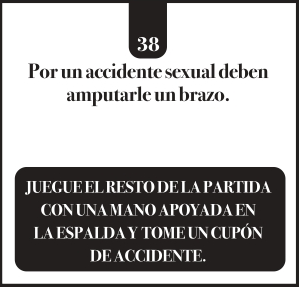 38
Por un accidente sexual deben
amputarle un brazo.
JUEGUE EL RESTO DE LA PARTIDA
CON UNA MANO APOYADA EN
LA ESPALDA Y TOME UN CUPÓN
DE ACCIDENTE.